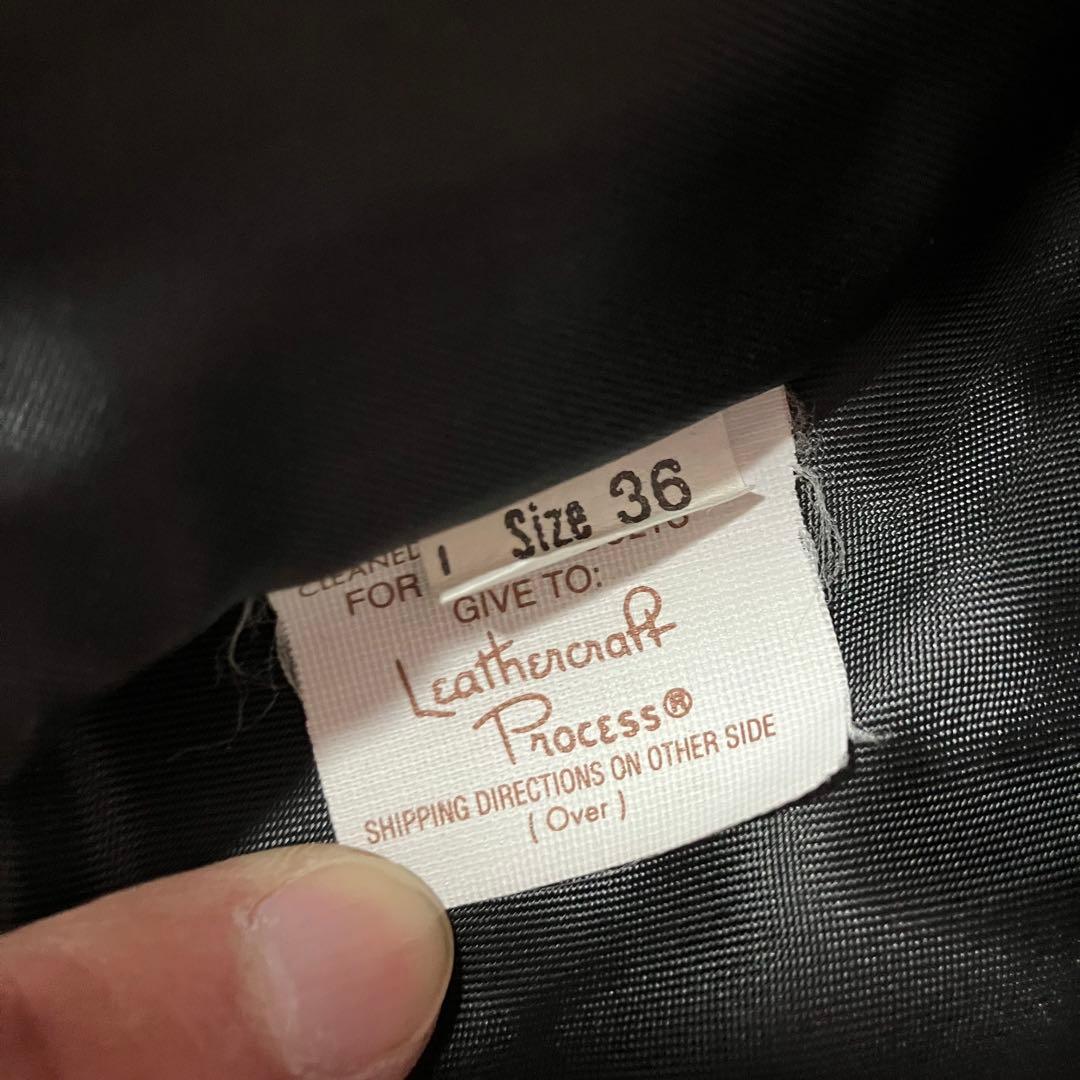 I Size 36
FOR
GIVE TO:
Leathercraft
Process®
SHIPPING DIRECTIONS ON OTHER SIDE
( Over )